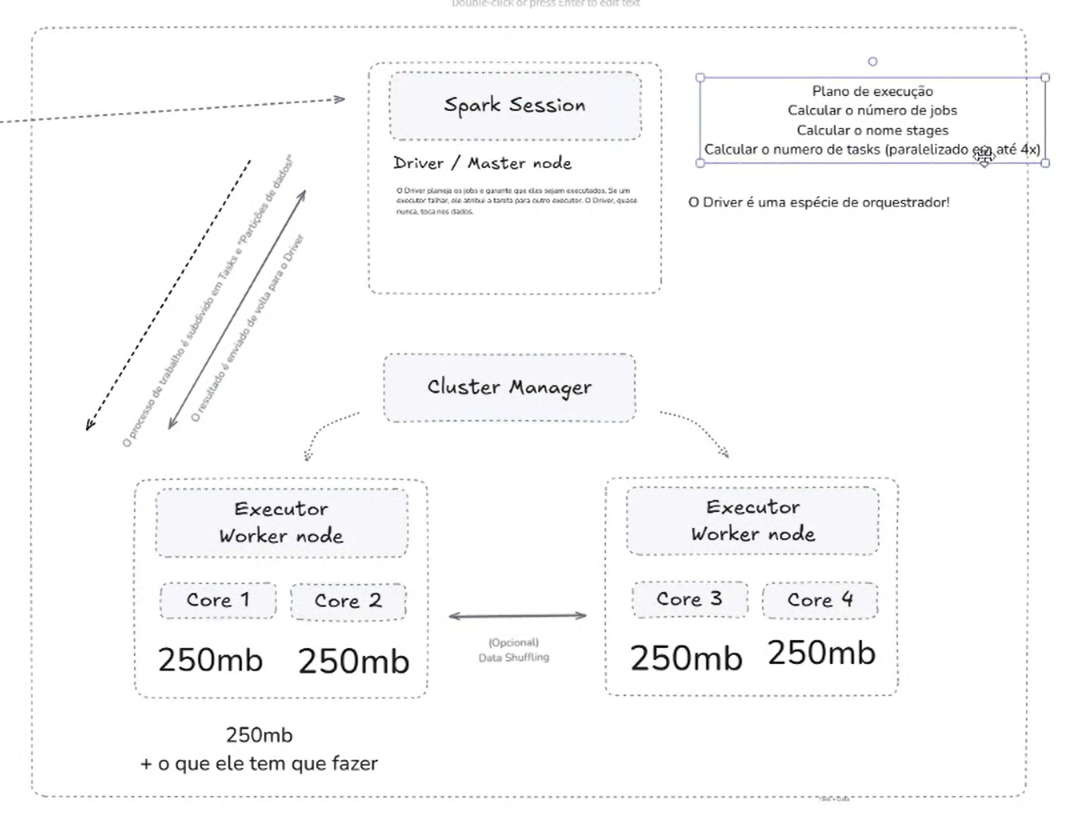 Double-click or press Enter to edit text
Spark Session
Driver / Master node
O Driver planeja os jobs e garante que eles sejam executados. Se um
executor falhar, ele atribui a tarefa para outro executor. O Driver, quase
nunca, toca nos dados.
Plano de execução
Calcular o número de jobs
Calcular o nome stages
Calcular o numero de tasks (paralelizado em até 4x)
O Driver é uma espécie de orquestrador!
O processo de trabalho é subdivido em Tasks e "Partições de dados!"
O resultado é enviado de volta para o Driver
Cluster Manager
Executor
Worker node
Core 1
Core 2
250mb
250mb
(Opcional)
Data Shuffling
Executor
Worker node
Core 3
Core 4
250mb
250mb
250mb
+ o que ele tem que fazer